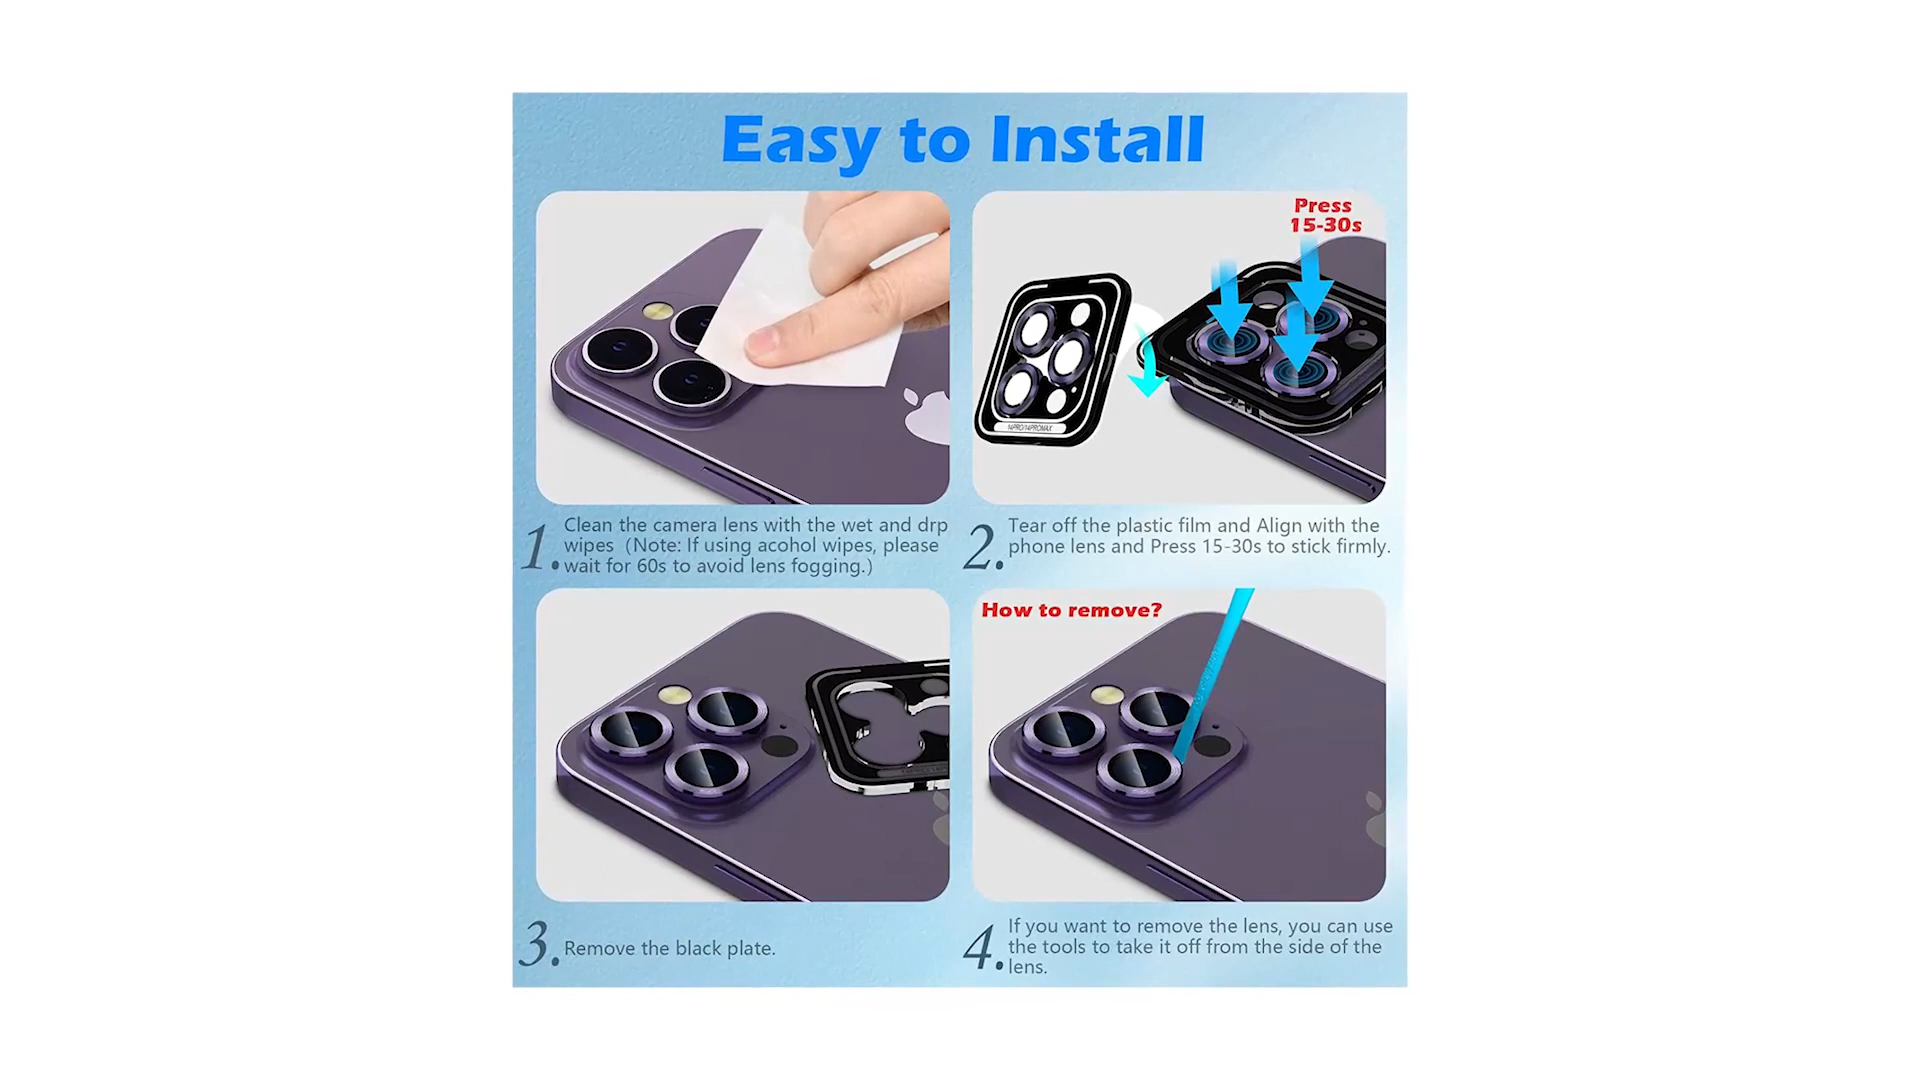 Easy to Install
Press
15-30s
14PRO/14PROMAX
1. Clean the camera lens with the wet and drp
wipes (Note: If using acohol wipes, please
wait for 60s to avoid lens fogging.)
2. Tear off the plastic film and Align with the
phone lens and Press 15-30s to stick firmly.
How to remove?
3. Remove the black plate.
4. If you want to remove the lens, you can use
the tools to take it off from the side of the
lens.